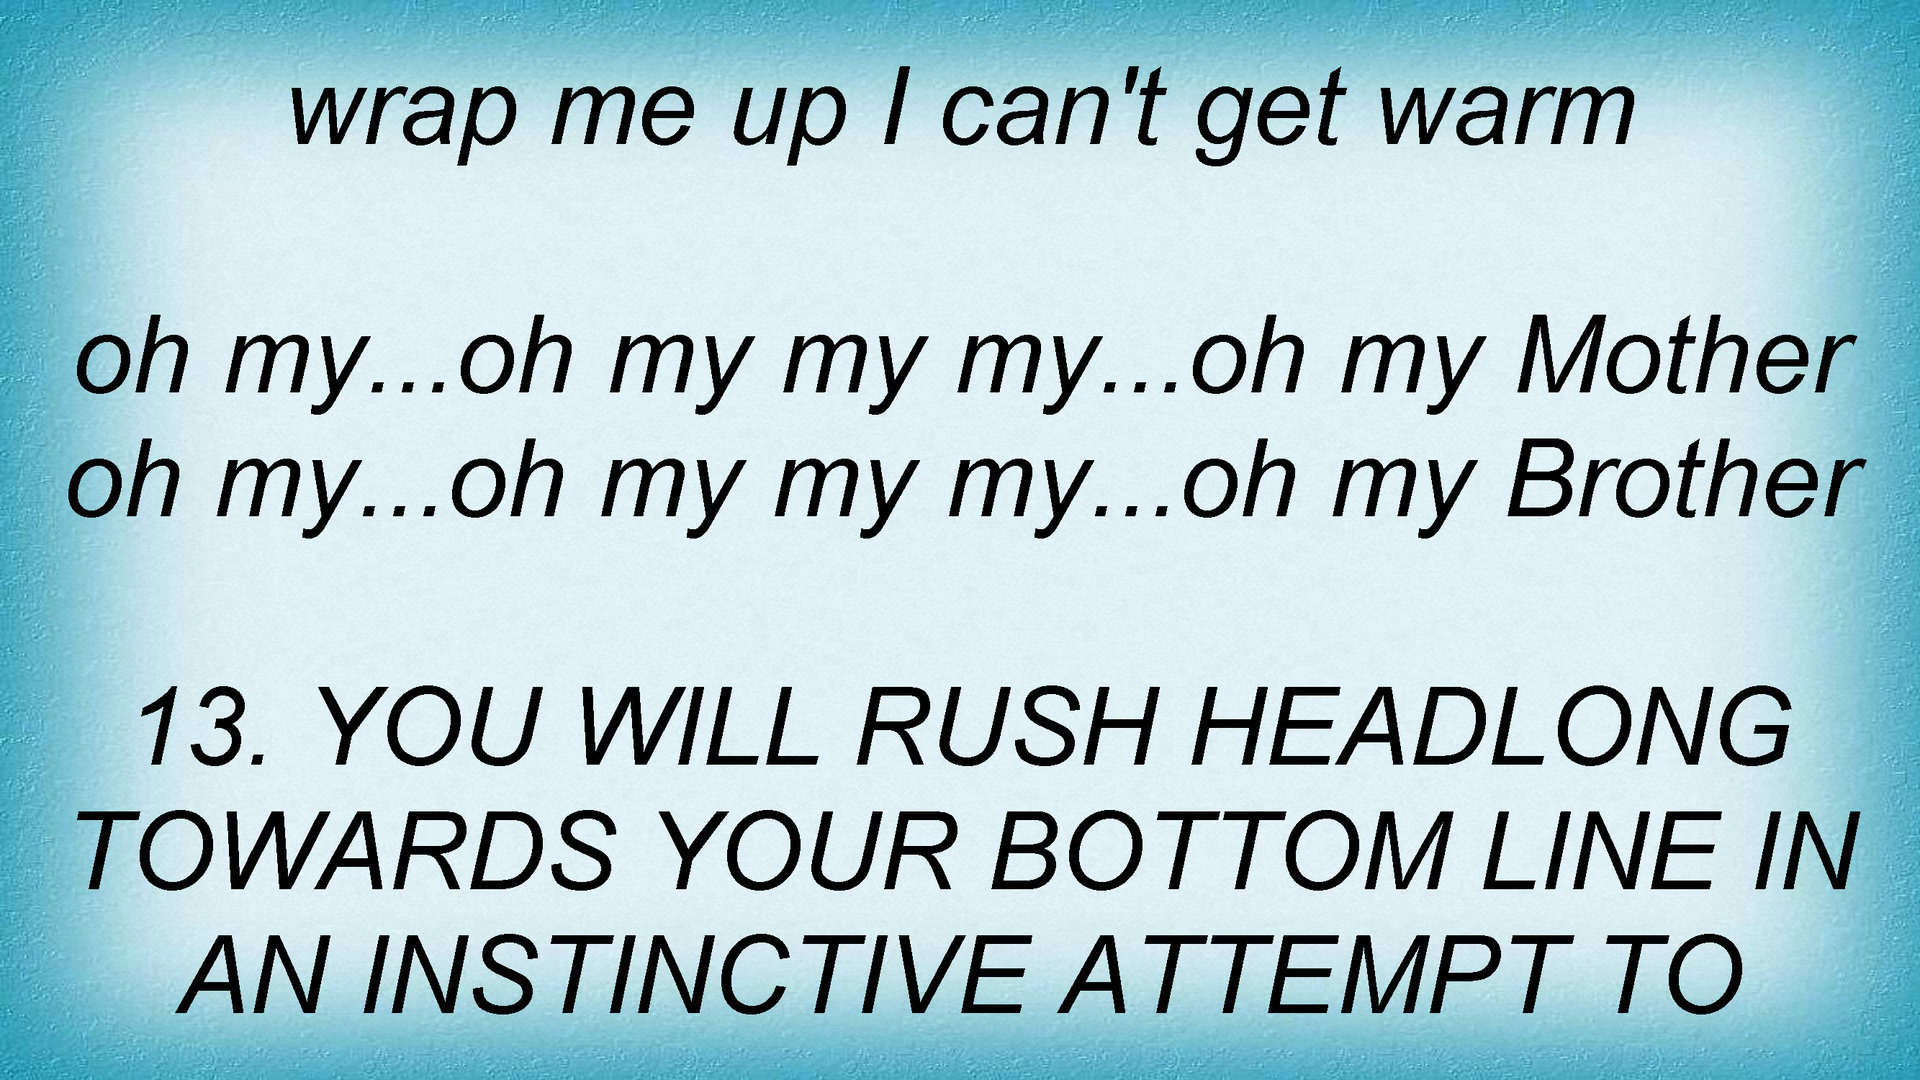 wrap me up I can't get warm
oh my...oh my my my...oh my Mother
oh my...oh my my my...oh my Brother
13. YOU WILL RUSH HEADLONG
TOWARDS YOUR BOTTOM LINE IN
AN INSTINCTIVE ATTEMPT TO